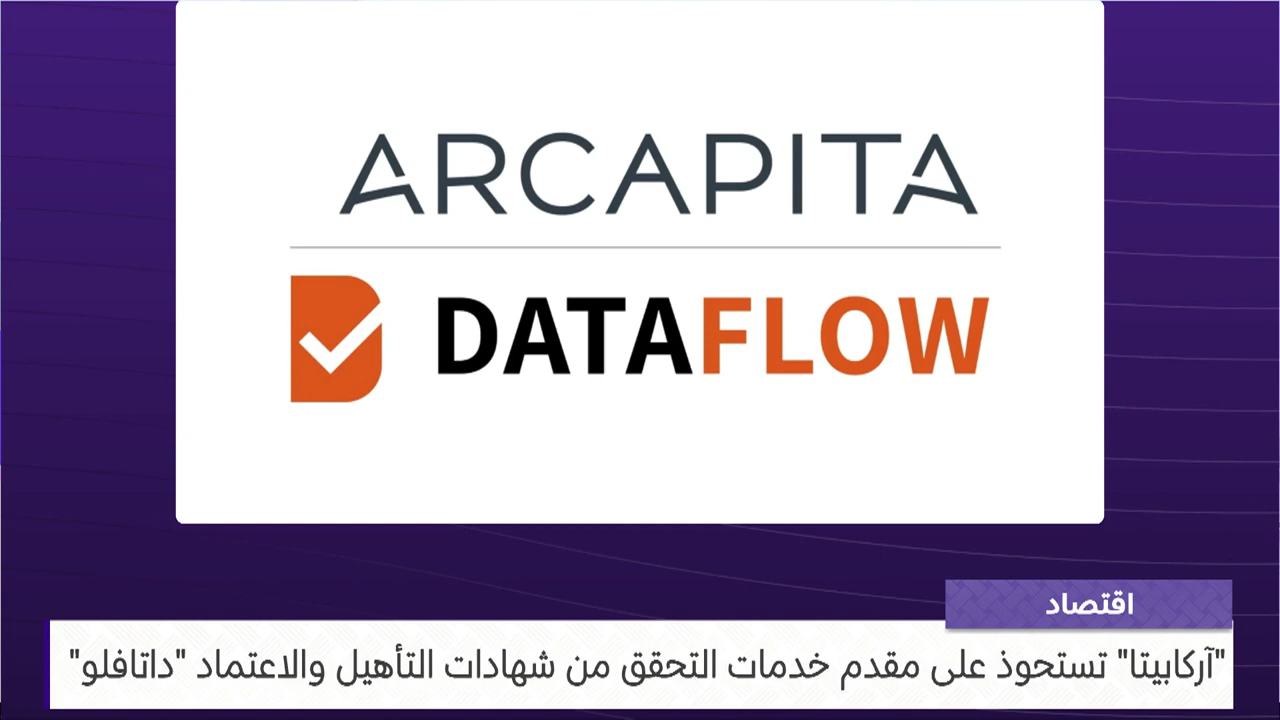 ARCAPITA
DATAFLOW
اقتصاد
"آركابيتا" تستحوذ على مقدم خدمات التحقق من شهادات التأهيل والاعتماد "داتافلو"